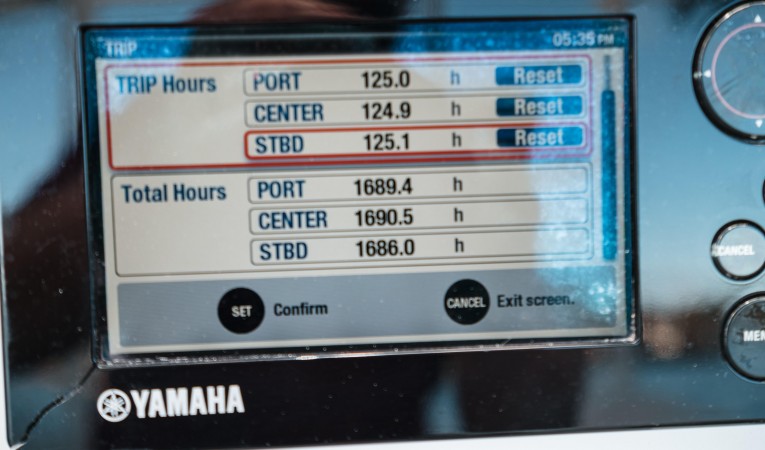 TRIP 05:35 PM
TRIP Hours PORT 125.0 h Reset
CENTER 124.9 h Reset
STBD 125.1 h Reset
Total Hours PORT 1689.4 h
CENTER 1690.5 h
STBD 1686.0 h
SET Confirm CANCEL Exit screen.
CANCEL
MEN
YAMAHA